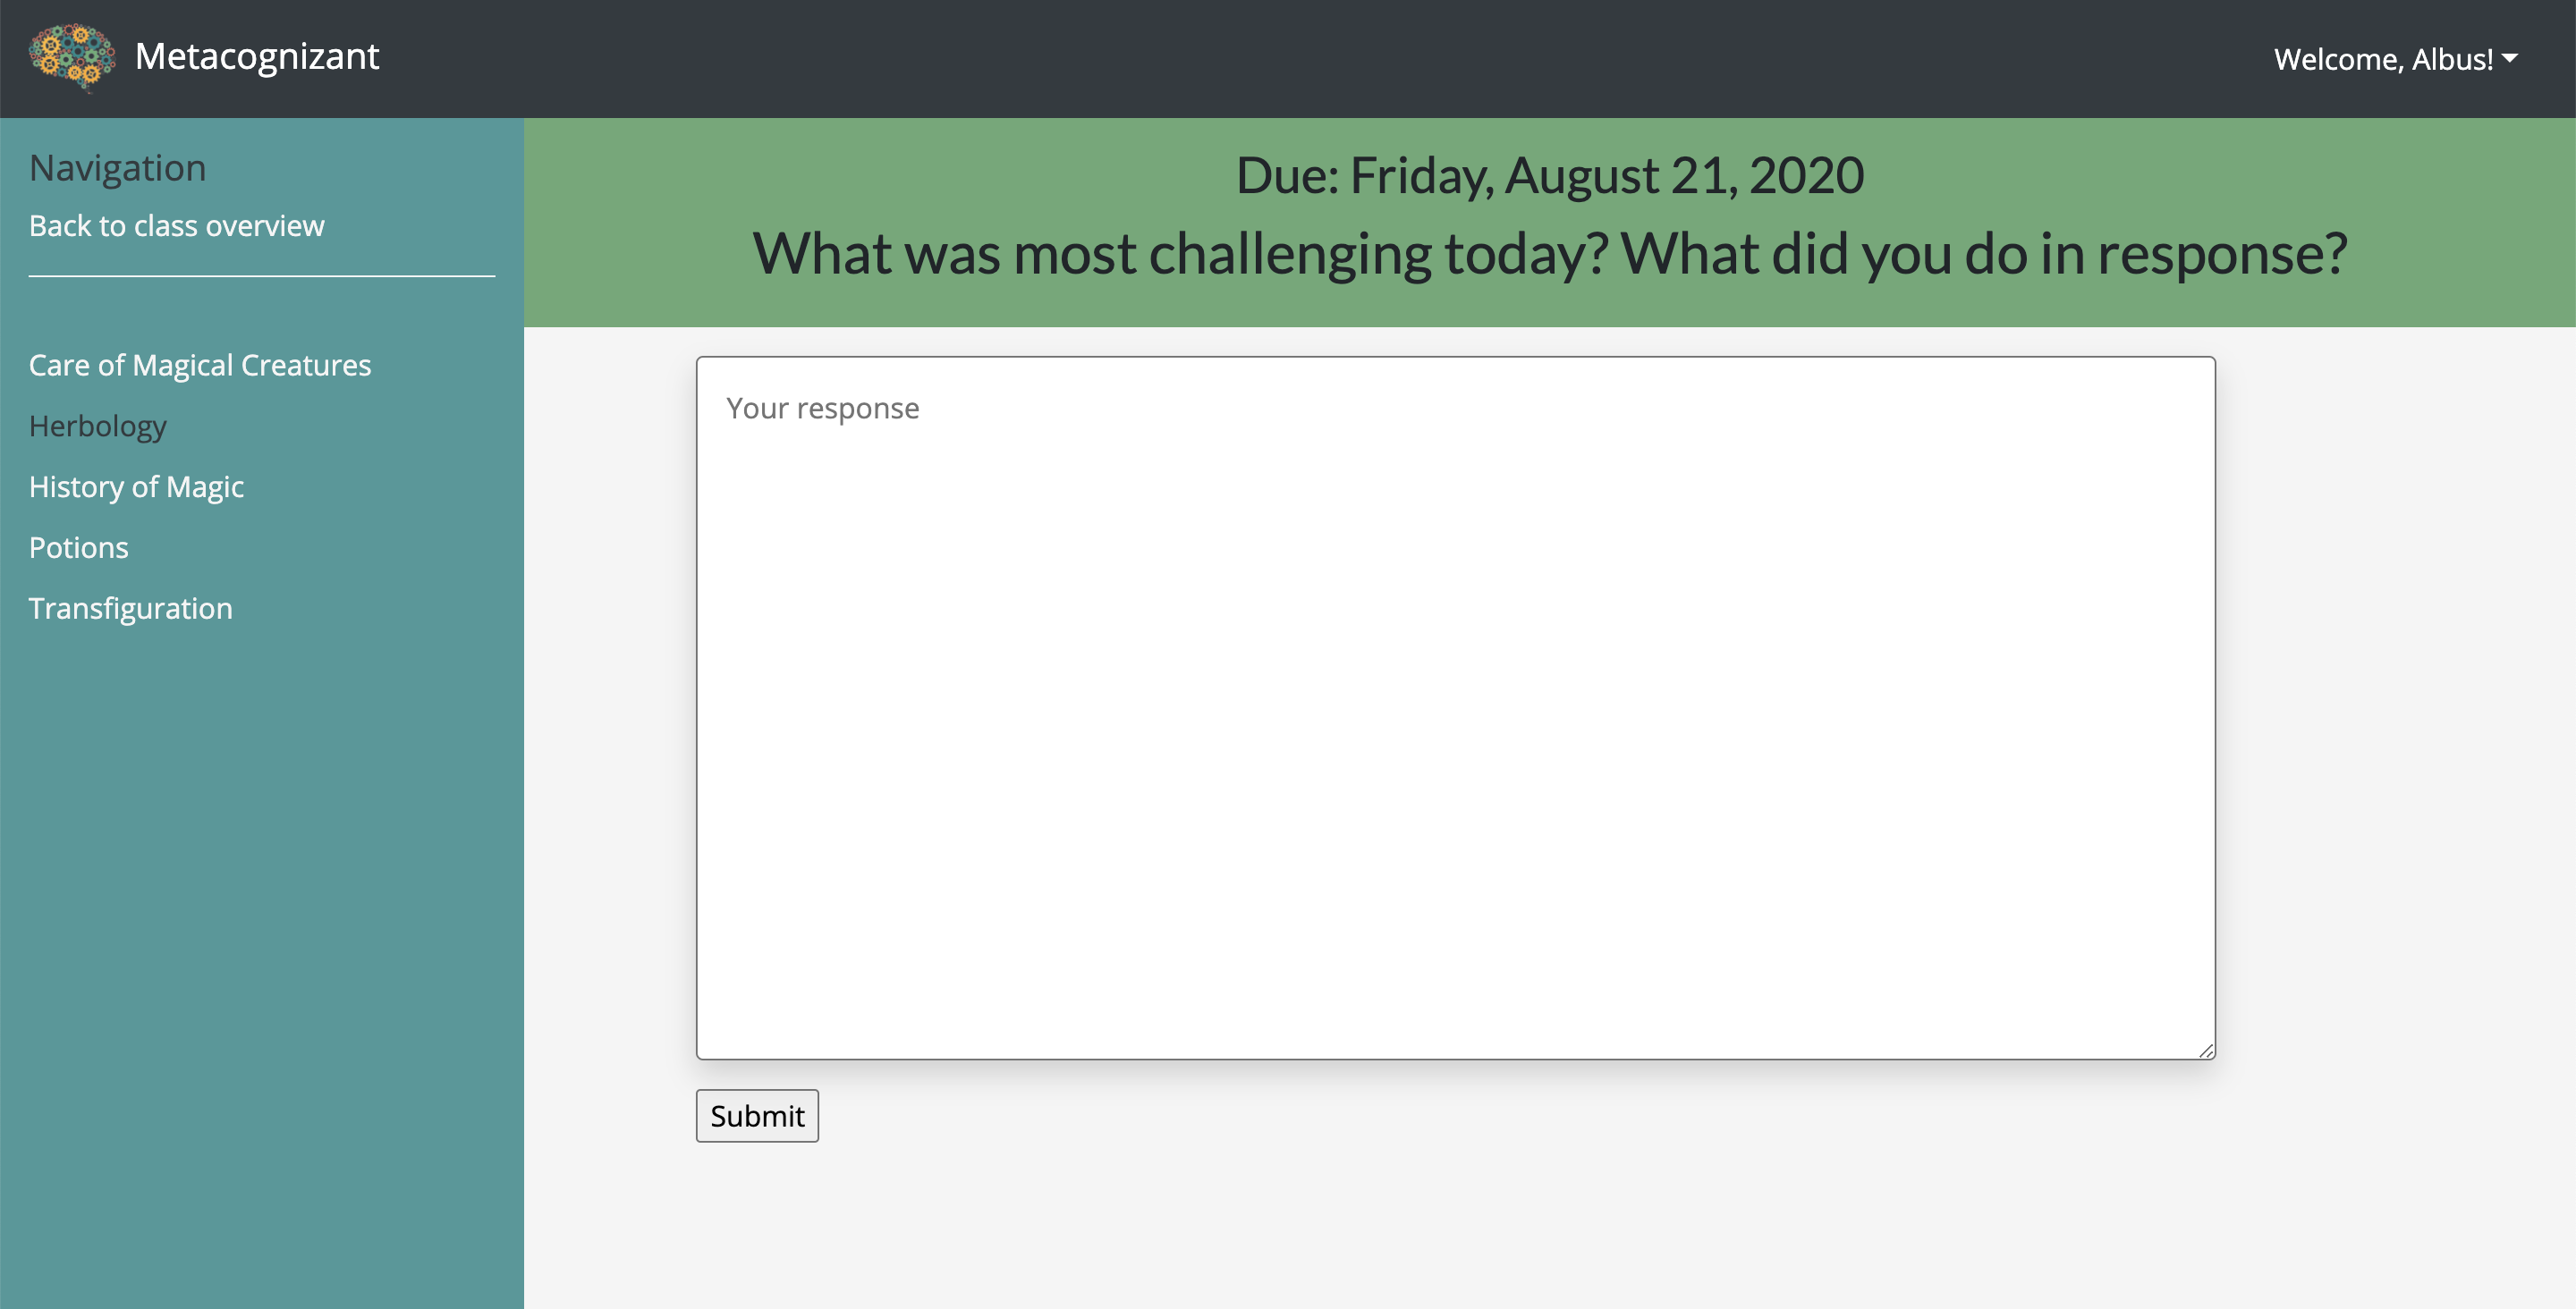 Metacognizant
Welcome, Albus!
Navigation
Back to class overview
Care of Magical Creatures
Herbology
History of Magic
Potions
Transfiguration
Due: Friday, August 21, 2020
What was most challenging today? What did you do in response?
Your response
Submit